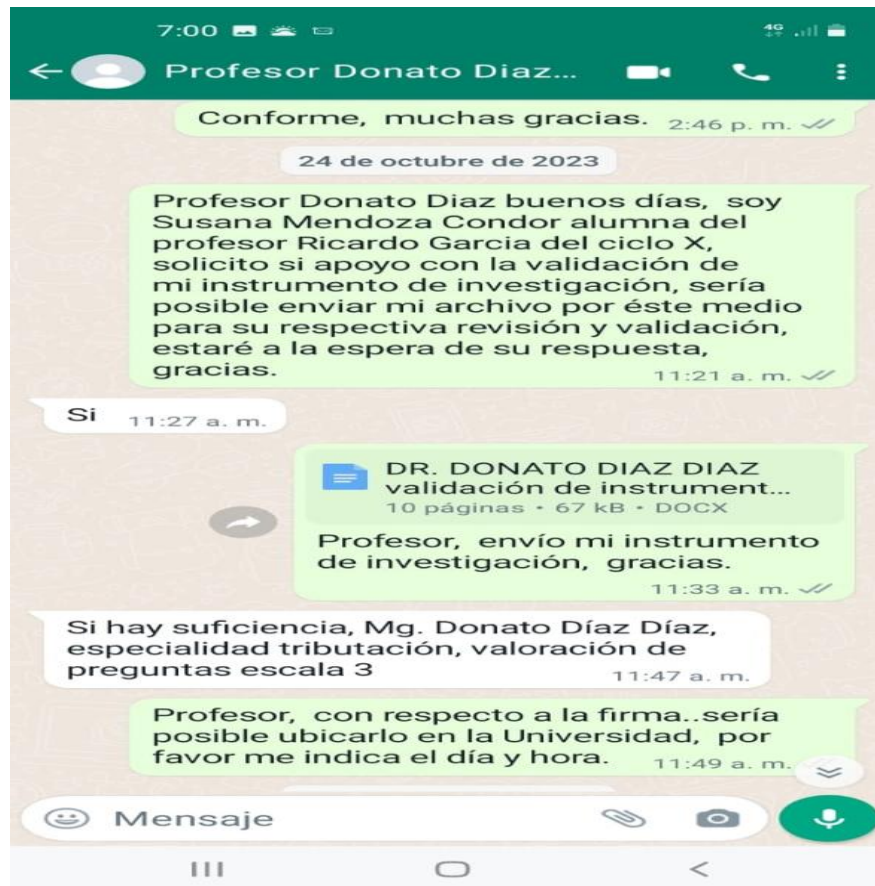 7:00
4G
Profesor Donato Diaz...
Conforme, muchas gracias. 2:46 p. m.
24 de octubre de 2023
Profesor Donato Diaz buenos días, soy
Susana Mendoza Condor alumna del
profesor Ricardo Garcia del ciclo X,
solicito si apoyo con la validación de
mi instrumento de investigación, sería
posible enviar mi archivo por éste medio
para su respectiva revisión y validación,
estaré a la espera de su respuesta,
gracias. 11:21 a. m.
Si 11:27 a. m.
DR. DONATO DIAZ DIAZ
validación de instrument...
10 páginas • 67 kB • DOCX
Profesor, envío mi instrumento
de investigación, gracias.
11:33 a. m.
Si hay suficiencia, Mg. Donato Díaz Díaz,
especialidad tributación, valoración de
preguntas escala 3 11:47 a. m.
Profesor, con respecto a la firma..sería
posible ubicarlo en la Universidad, por
favor me indica el día y hora. 11:49 a. m.
Mensaje